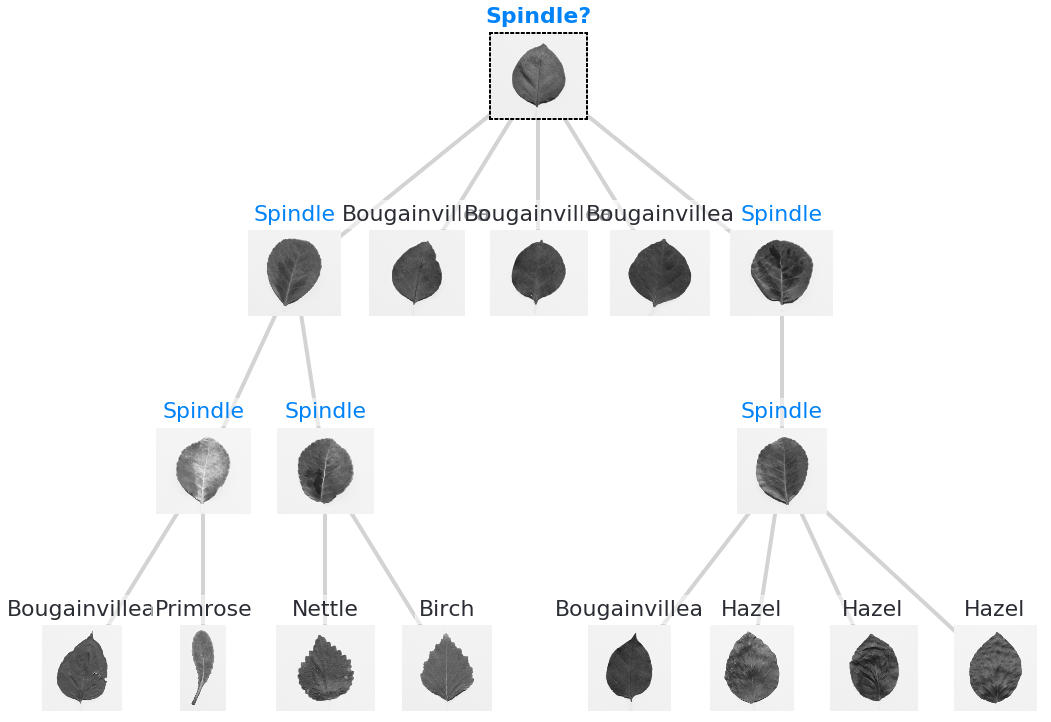 Spindle?
Spindle Bougainvillea Bougainvillea Bougainvillea Spindle
Spindle Spindle Spindle
Bougainvillea Primrose Nettle Birch Bougainvillea Hazel Hazel Hazel